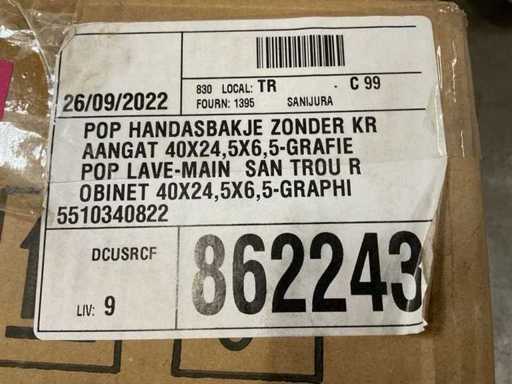 26/09/2022
830 LOCAL: TR - C 99
FOURN: 1395 SANIJURA
POP HANDASBAKJE ZONDER KR
AANGAT 40X24,5X6,5-GRAFIE
POP LAVE-MAIN SAN TROU R
OBINET 40X24,5X6,5-GRAPHI
5510340822
DCUSRCF
862243
LIV: 9